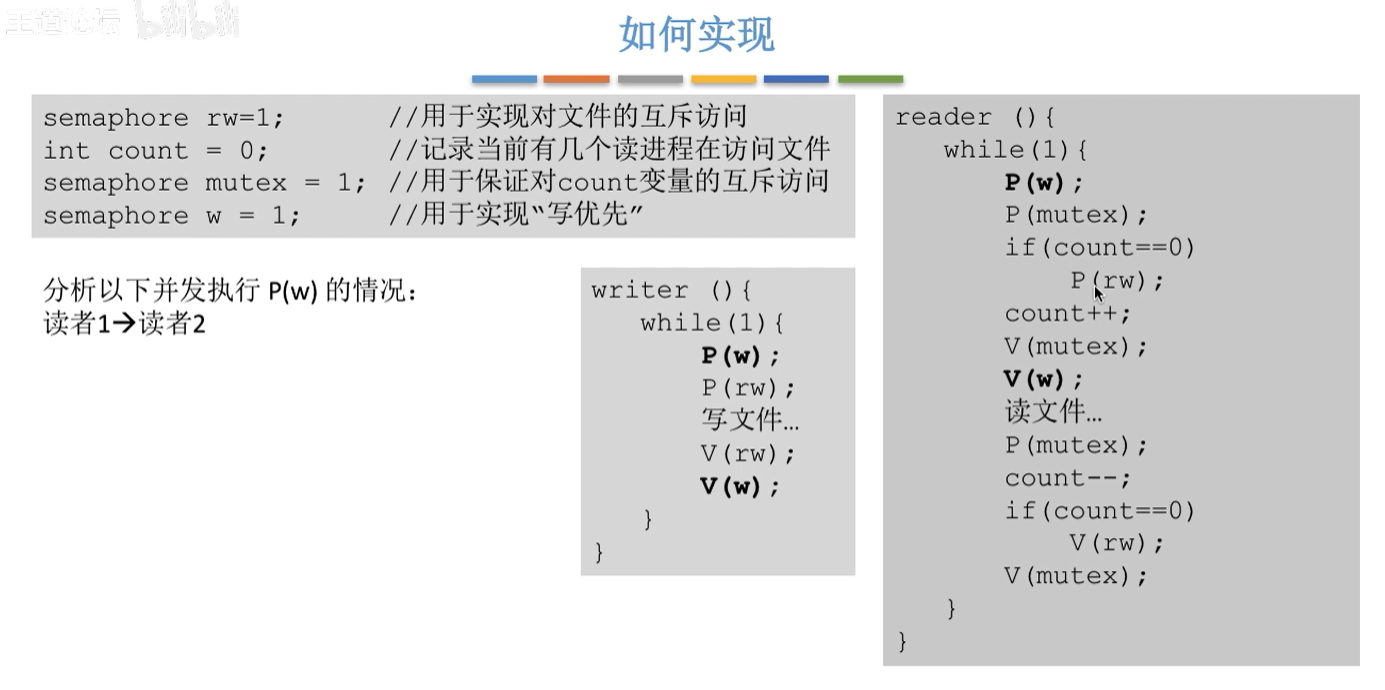 王道论坛 bilibili
如何实现
semaphore rw=1; //用于实现对文件的互斥访问
int count = 0; //记录当前有几个读进程在访问文件
semaphore mutex = 1; //用于保证对count变量的互斥访问
semaphore w = 1; //用于实现“写优先”
分析以下并发执行 P(w) 的情况：
读者1→读者2
writer (){
while(1){
P(w);
P(rw);
写文件…
V(rw);
V(w);
}
}
reader (){
while(1){
P(w);
P(mutex);
if(count==0)
P(rw);
count++;
V(mutex);
V(w);
读文件…
P(mutex);
count--;
if(count==0)
V(rw);
V(mutex);
}
}